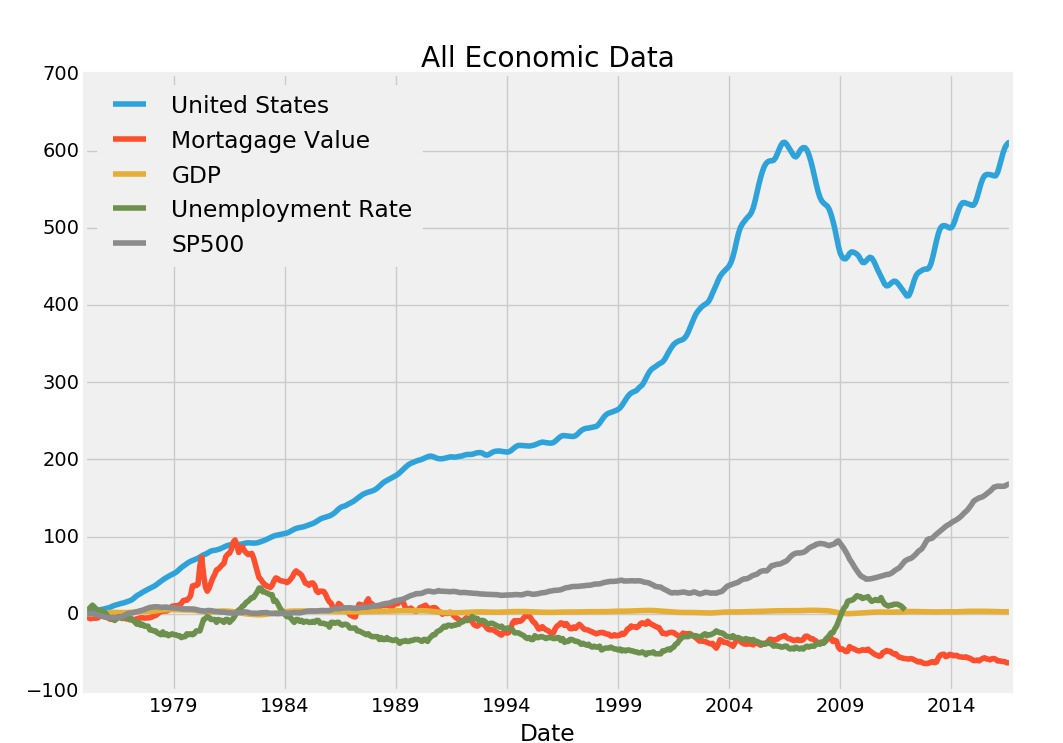 All Economic Data
700
600
500
400
300
200
100
0
−100
United States
Mortagage Value
GDP
Unemployment Rate
SP500
1979 1984 1989 1994 1999 2004 2009 2014
Date